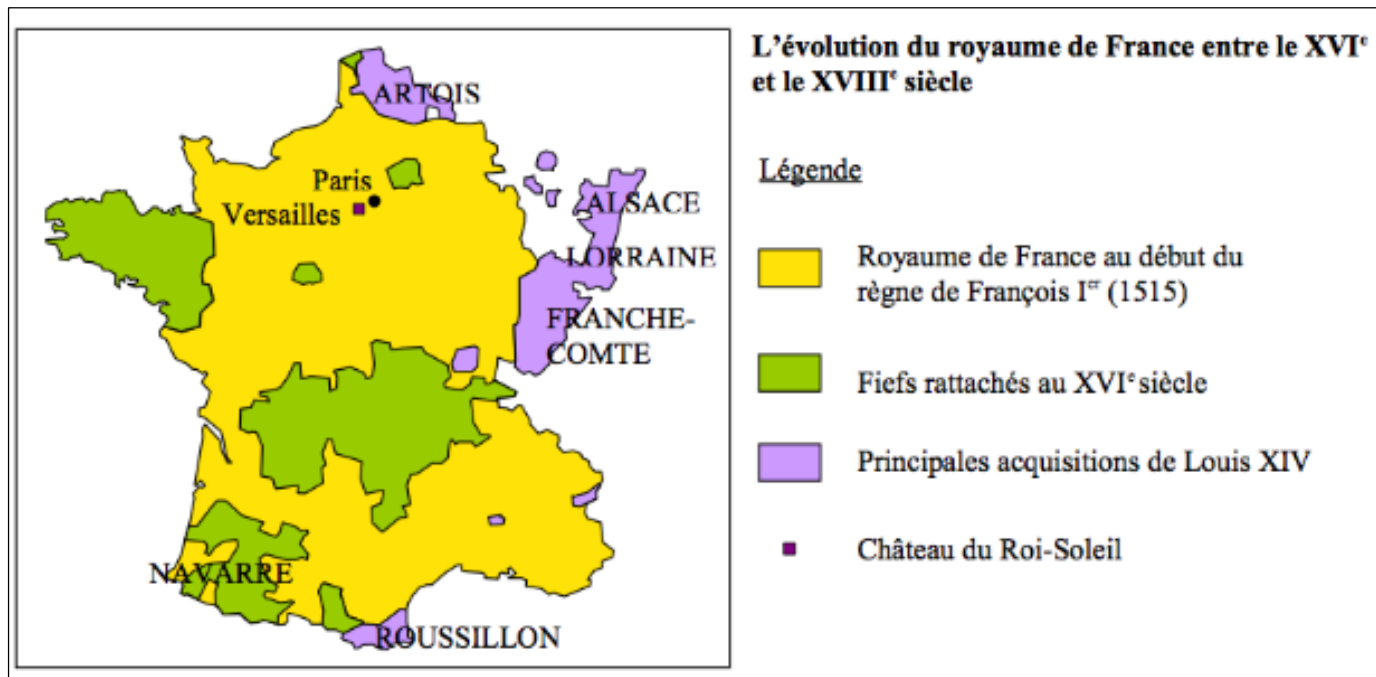 L'évolution du royaume de France entre le XVIe
et le XVIIIe siècle
Légende
Royaume de France au début du
règne de François Ier (1515)
Fiefs rattachés au XVIe siècle
Principales acquisitions de Louis XIV
Château du Roi-Soleil
ARTOIS
Paris
Versailles
ALSACE
LORRAINE
FRANCHE-
COMTE
NAVARRE
ROUSSILLON